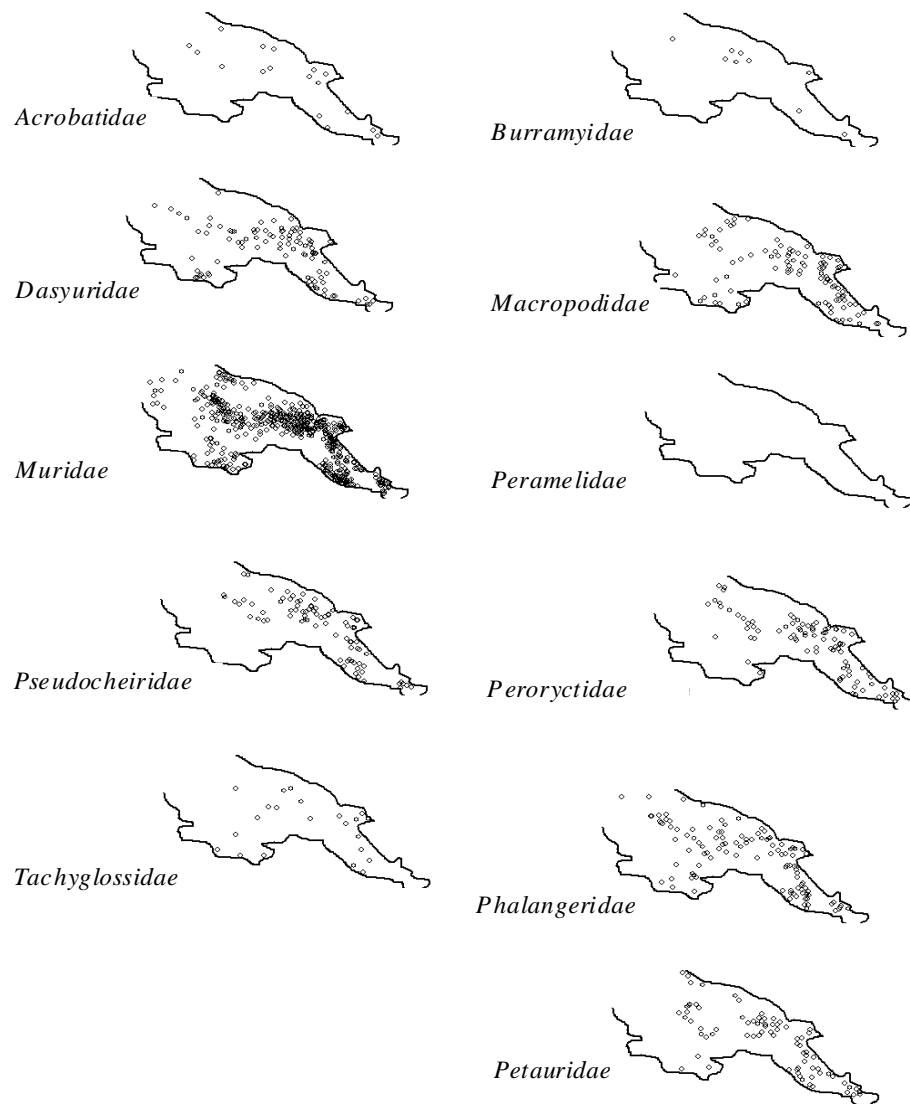 Acrobatidae
Burramyidae
Dasyuridae
Macropodidae
Muridae
Peramelidae
Pseudocheiridae
Peroryctidae
Tachyglossidae
Phalangeridae
Petauridae